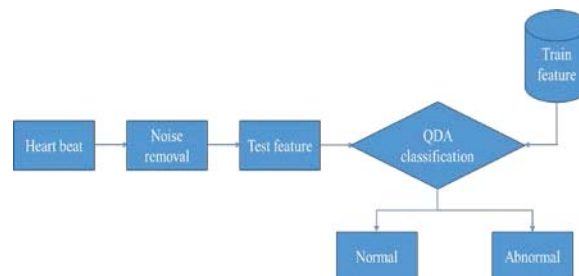 Train
feature
Heart beat
Noise
removal
Test feature
QDA
classification
Normal
Abnormal